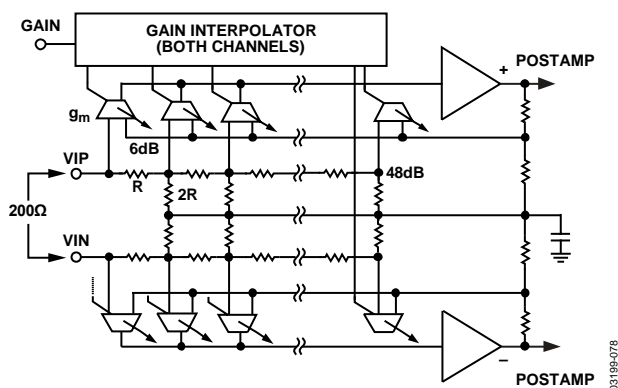 GAIN
GAIN INTERPOLATOR
(BOTH CHANNELS)
POSTAMP
+
gm
6dB
VIP
R
2R
48dB
200Ω
VIN
–
POSTAMP
03199-078